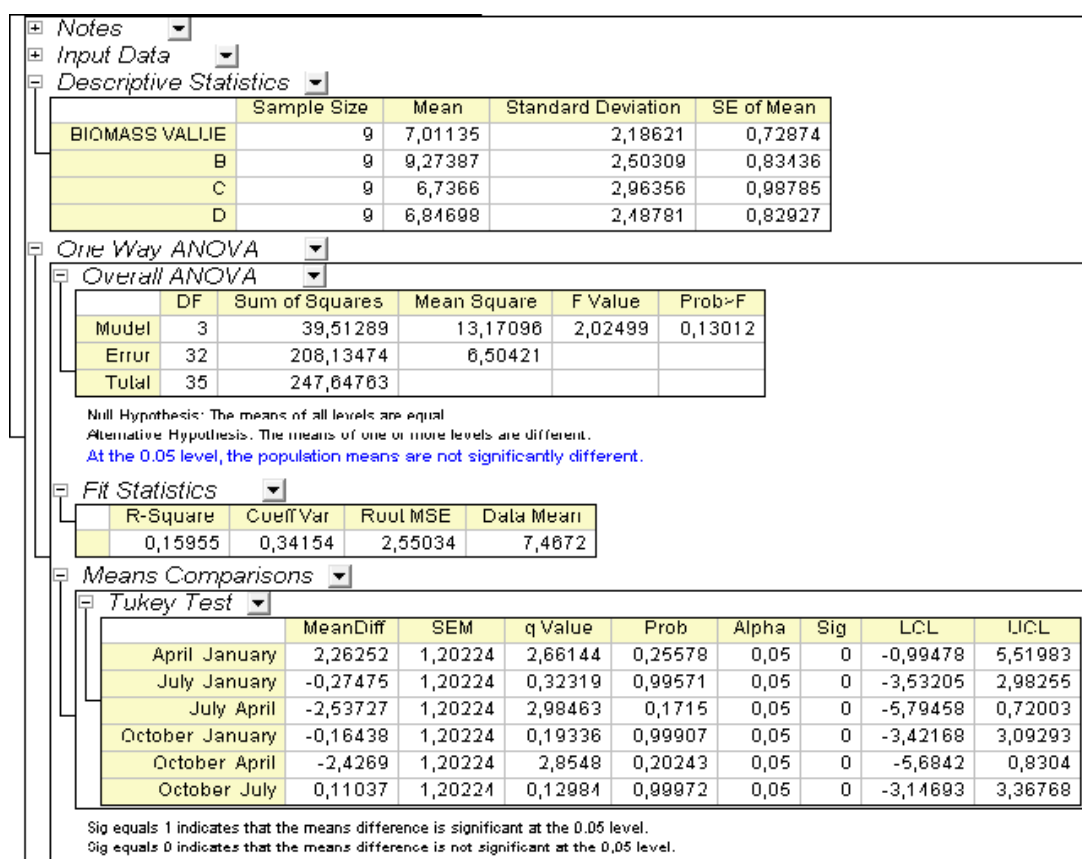 Notes
Input Data
Descriptive Statistics
Sample Size Mean Standard Deviation SE of Mean
BIOMASS VALUE 9 7,01135 2,18621 0,72874
B 9 9,27387 2,50309 0,83436
C 9 6,7366 2,96356 0,98785
D 9 6,84698 2,48781 0,82927
One Way ANOVA
Overall ANOVA
DF Sum of Squares Mean Square F Value Prob>F
Model 3 39,51289 13,17096 2,02499 0,13012
Error 32 208,13474 6,50421
Total 35 247,64763
Null Hypothesis: The means of all levels are equal
Alternative Hypothesis: The means of one or more levels are different.
At the 0.05 level, the population means are not significantly different.
Fit Statistics
R-Square Coeff Var Root MSE Data Mean
0,15955 0,34154 2,55034 7,4672
Means Comparisons
Tukey Test
MeanDiff SEM q Value Prob Alpha Sig LCL UCL
April January 2,26252 1,20224 2,66144 0,25578 0,05 0 -0,99478 5,51983
July January -0,27475 1,20224 0,32319 0,99571 0,05 0 -3,53205 2,98255
July April -2,53727 1,20224 2,98463 0,1715 0,05 0 -5,79458 0,72003
October January -0,16438 1,20224 0,19336 0,99907 0,05 0 -3,42168 3,09293
October April -2,4269 1,20224 2,8548 0,20243 0,05 0 -5,6842 0,8304
October July 0,11037 1,20224 0,12984 0,99972 0,05 0 -3,14693 3,36768
Sig equals 1 indicates that the means difference is significant at the 0.05 level.
Sig equals 0 indicates that the means difference is not significant at the 0,05 level.